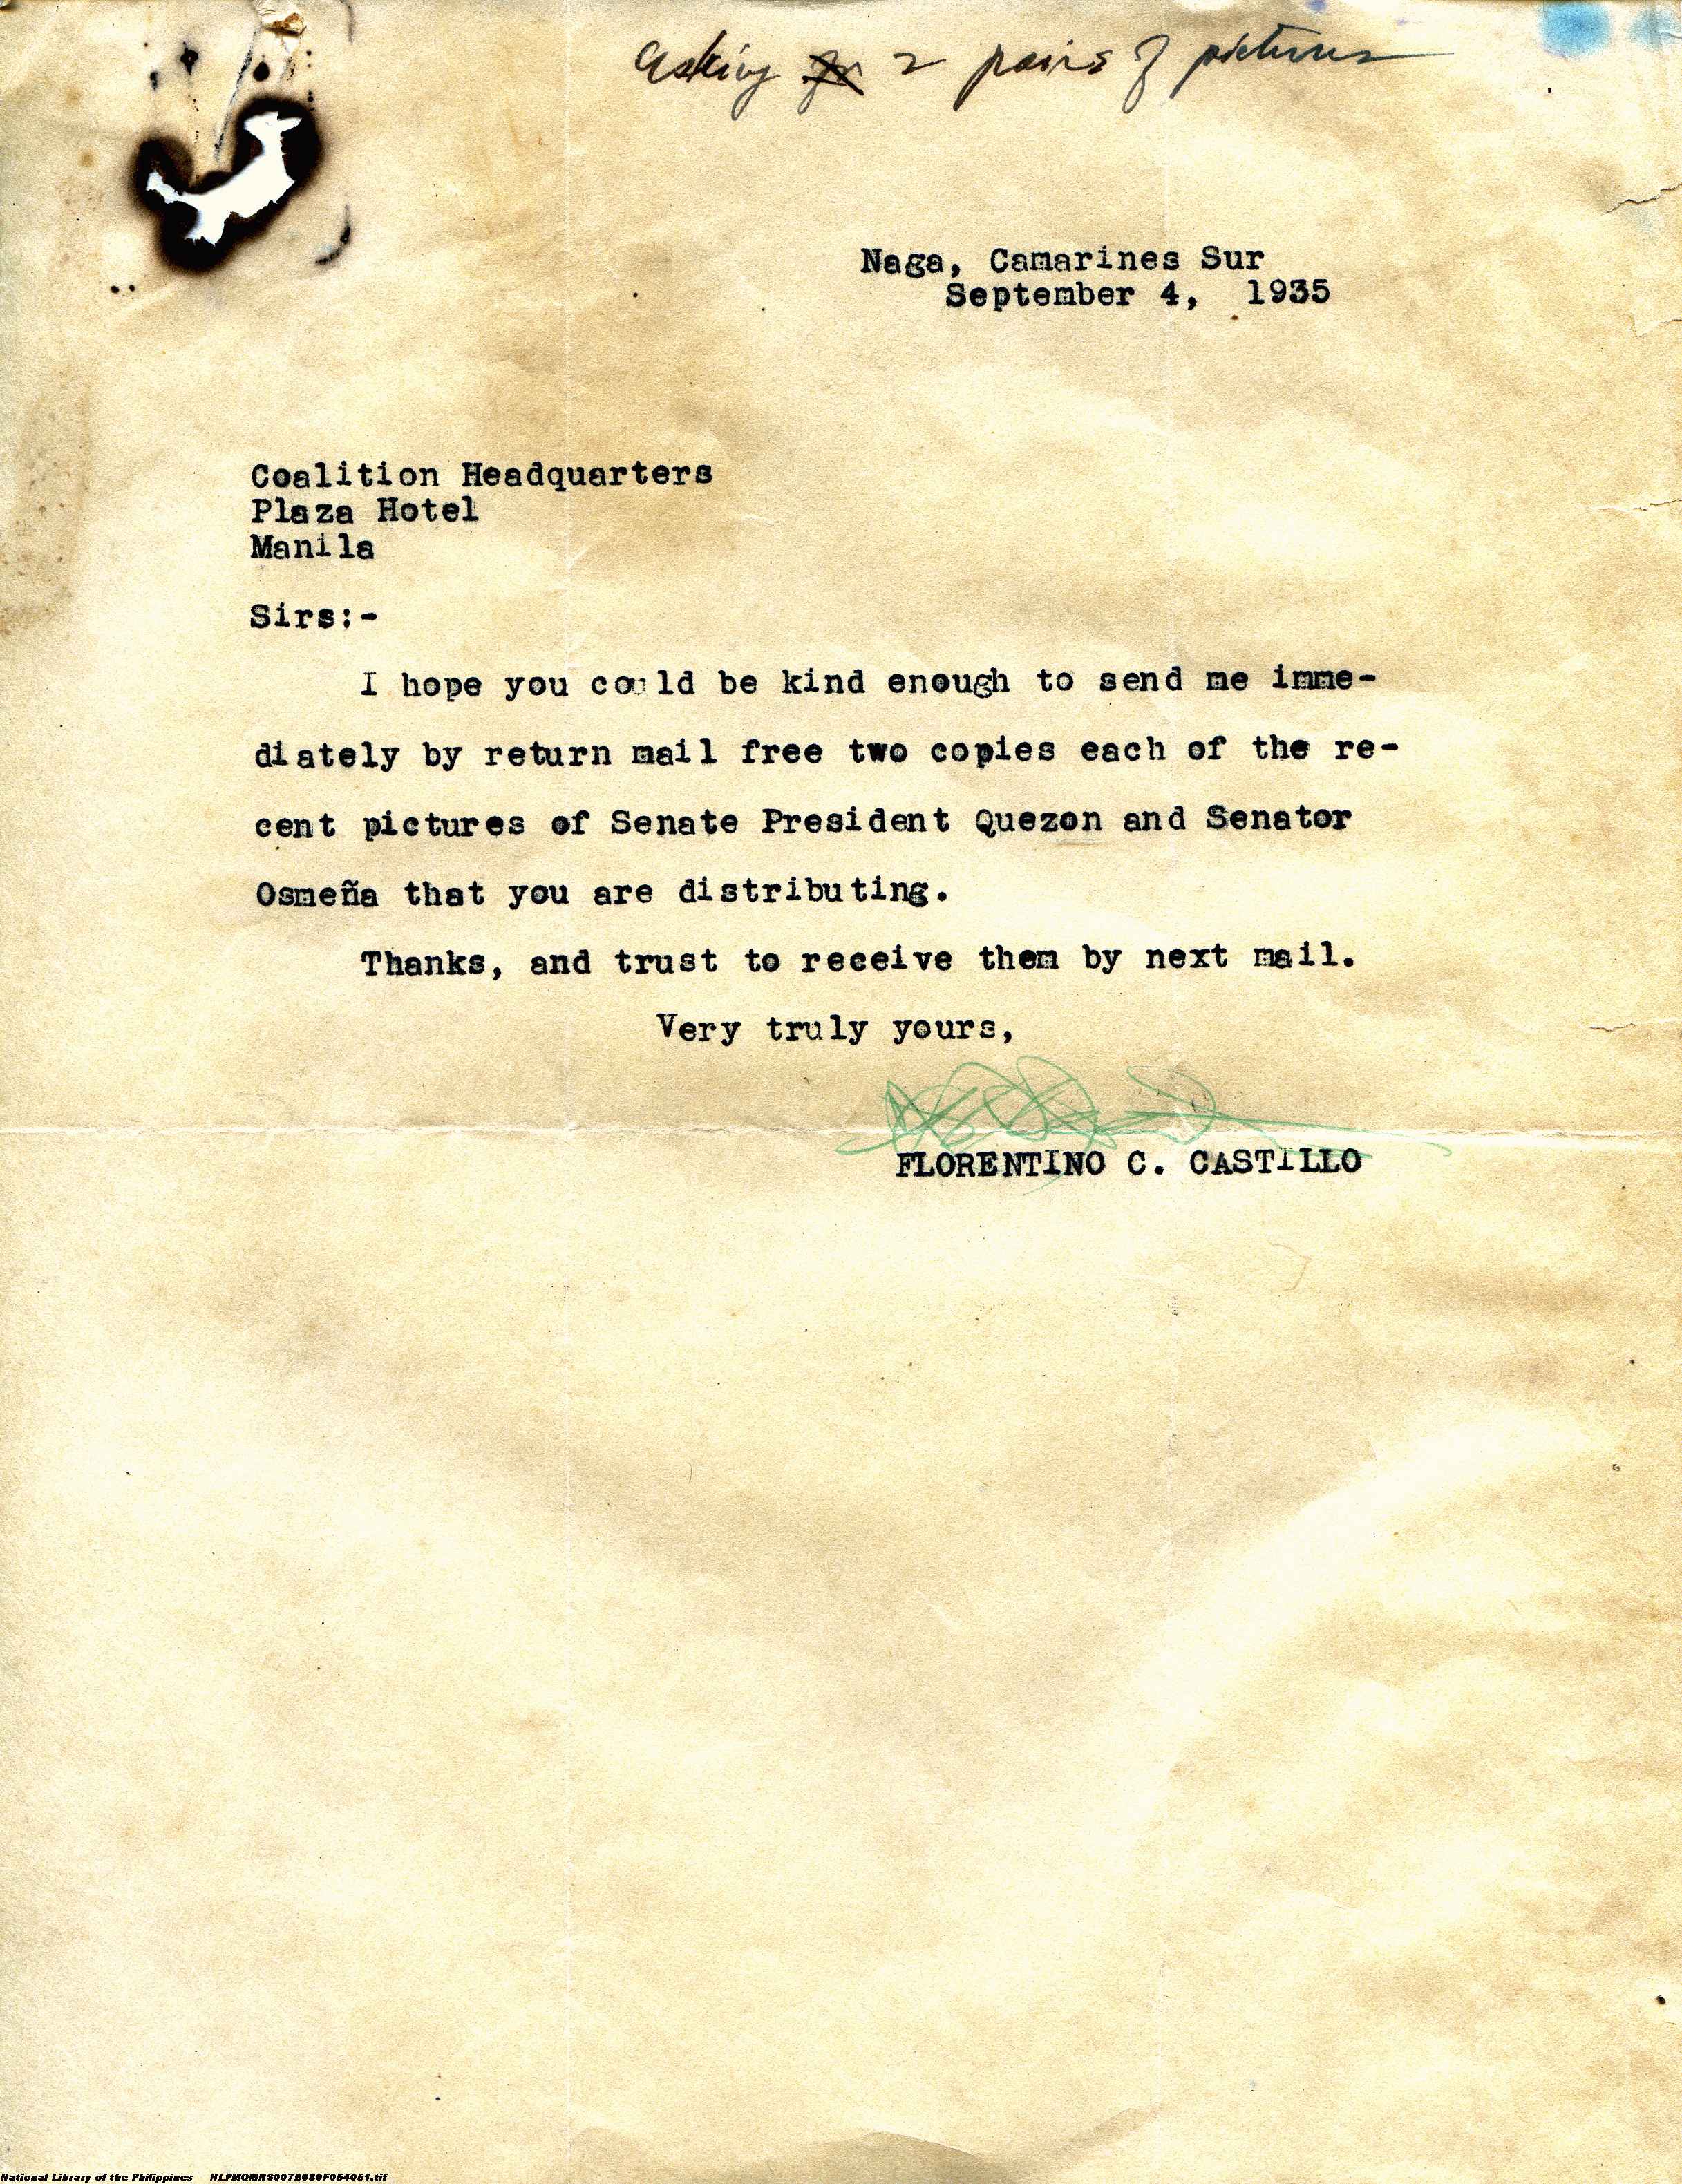 asking for 2 pairs of pictures
Naga, Camarines Sur
September 4, 1935
Coalition Headquarters
Plaza Hotel
Manila
Sirs:-
I hope you could be kind enough to send me imme-
diately by return mail free two copies each of the re-
cent pictures of Senate President Quezon and Senator
Osmeña that you are distributing.
Thanks, and trust to receive them by next mail.
Very truly yours,
FLORENTINO C. CASTILLO
National Library of the Philippines NLPMQMNS007B080F054051.tif